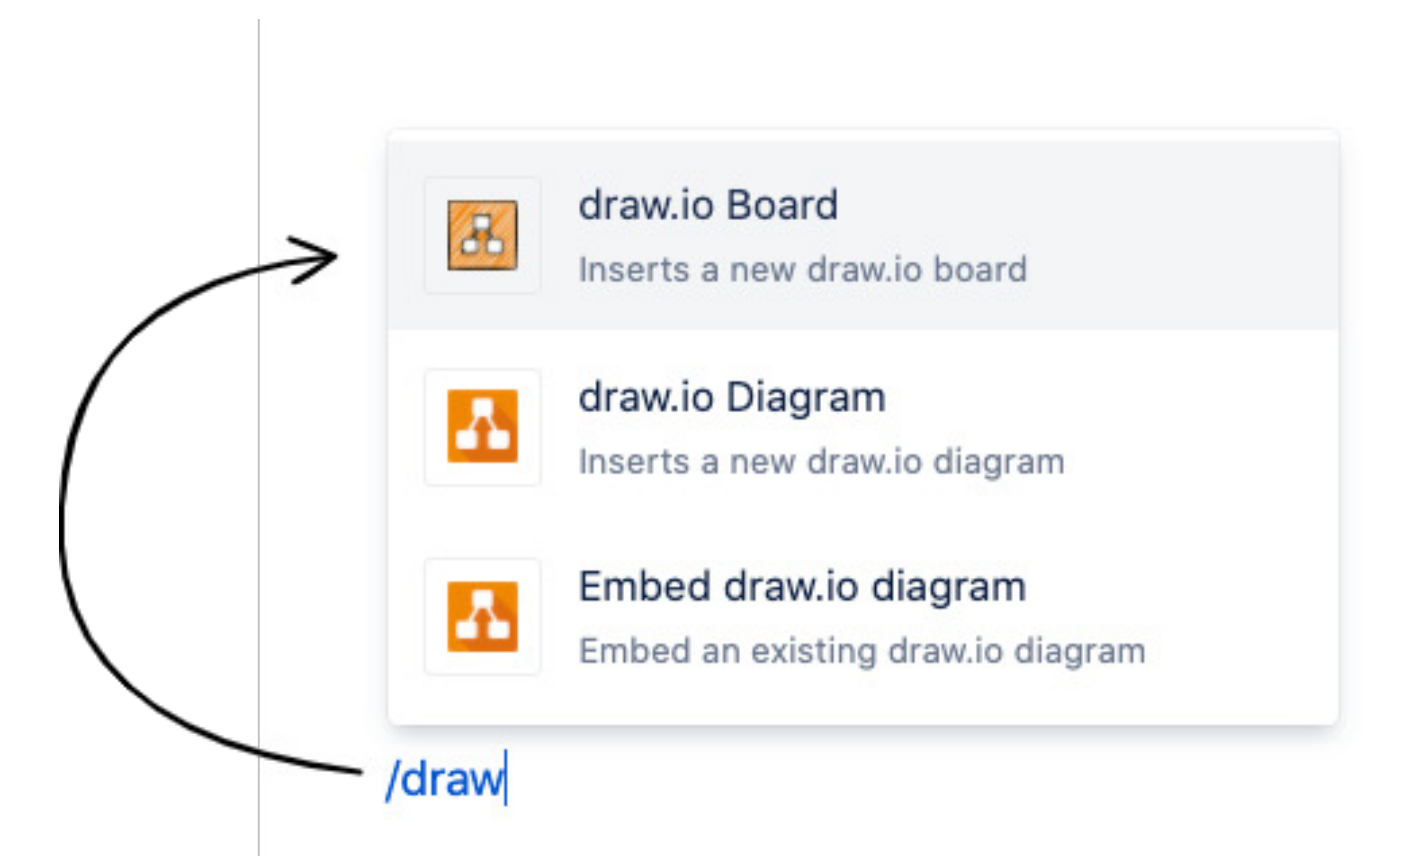 draw.io Board
Inserts a new draw.io board
draw.io Diagram
Inserts a new draw.io diagram
Embed draw.io diagram
Embed an existing draw.io diagram
/draw